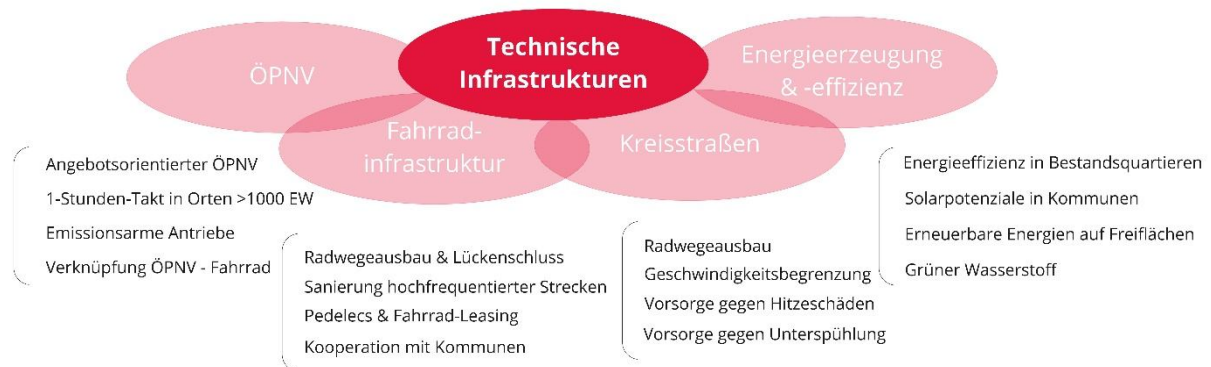 ÖPNV
Technische
Infrastrukturen
Energieerzeugung
& -effizienz
Fahrrad-
infrastruktur
Kreisstraßen
Angebotsorientierter ÖPNV
1-Stunden-Takt in Orten >1000 EW
Emissionsarme Antriebe
Verknüpfung ÖPNV - Fahrrad
Radwegeausbau & Lückenschluss
Sanierung hochfrequentierter Strecken
Pedelecs & Fahrrad-Leasing
Kooperation mit Kommunen
Radwegeausbau
Geschwindigkeitsbegrenzung
Vorsorge gegen Hitzeschäden
Vorsorge gegen Unterspühlung
Energieeffizienz in Bestandsquartieren
Solarpotenziale in Kommunen
Erneuerbare Energien auf Freiflächen
Grüner Wasserstoff